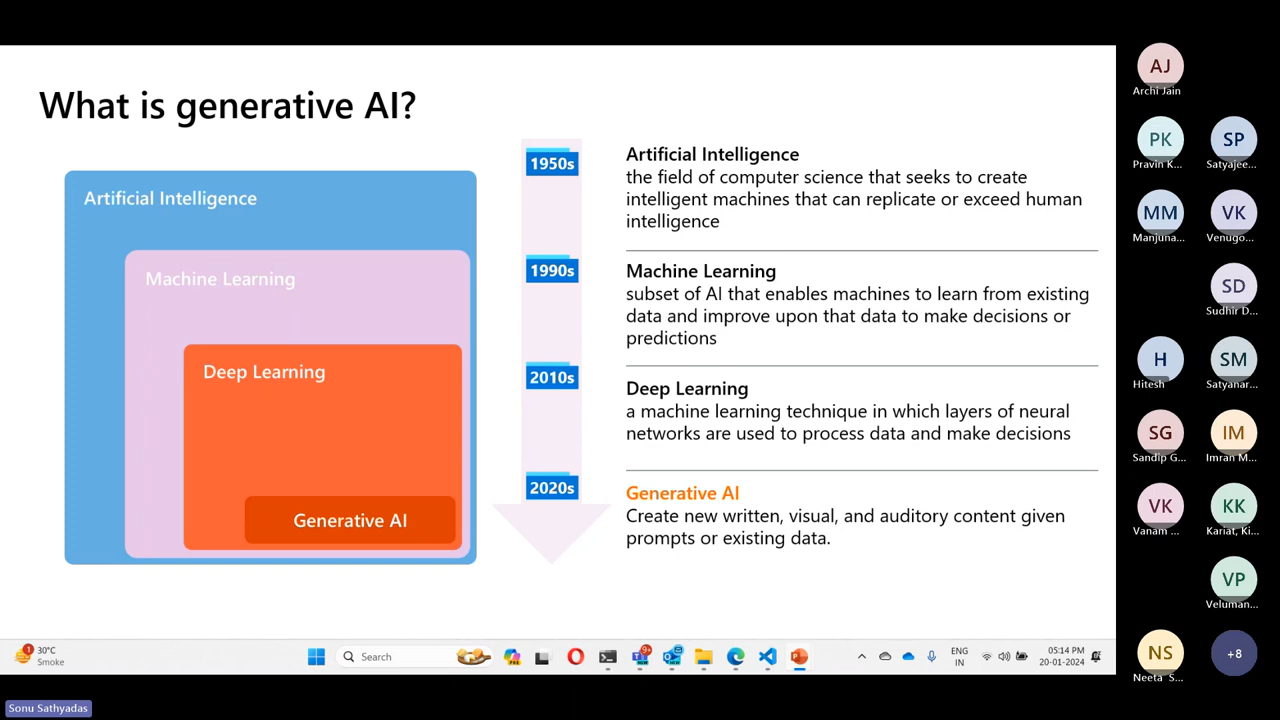 What is generative AI?
Artificial Intelligence
Machine Learning
Deep Learning
Generative AI
1950s
Artificial Intelligence
the field of computer science that seeks to create
intelligent machines that can replicate or exceed human
intelligence
1990s
Machine Learning
subset of AI that enables machines to learn from existing
data and improve upon that data to make decisions or
predictions
2010s
Deep Learning
a machine learning technique in which layers of neural
networks are used to process data and make decisions
2020s
Generative AI
Create new written, visual, and auditory content given
prompts or existing data.
AJ
Archi Jain
PK
Pravin K...
SP
Satyajee...
MM
Manjuna...
VK
Venugo...
SD
Sudhir D...
H
Hitesh
SM
Satyanar...
SG
Sandip G...
IM
Imran M...
VK
Vanam ...
KK
Kariat, Ki...
VP
Veluman...
NS
Neeta S...
+8
1
30°C
Smoke
Search
PRE
9+
NEW
NEW
ENG
IN
05:14 PM
20-01-2024
Sonu Sathyadas